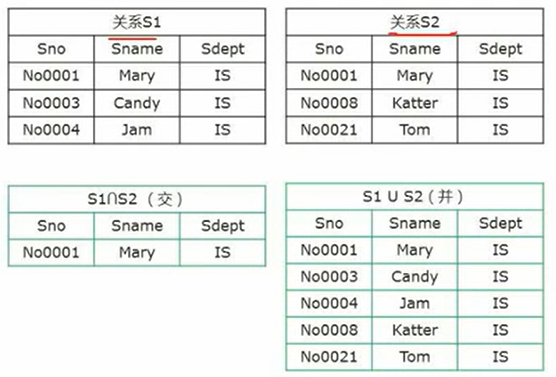 关系S1
Sno Sname Sdept
No0001 Mary IS
No0003 Candy IS
No0004 Jam IS
关系S2
Sno Sname Sdept
No0001 Mary IS
No0008 Katter IS
No0021 Tom IS
S1∩S2 （交）
Sno Sname Sdept
No0001 Mary IS
S1 U S2（并）
Sno Sname Sdept
No0001 Mary IS
No0003 Candy IS
No0004 Jam IS
No0008 Katter IS
No0021 Tom IS